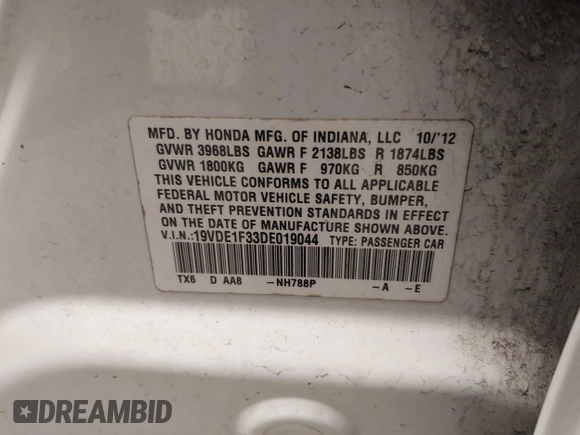 MFD. BY HONDA MFG. OF INDIANA, LLC 10/'12
GVWR 3968LBS GAWR F 2138LBS R 1874LBS
GVWR 1800KG GAWR F 970KG R 850KG
THIS VEHICLE CONFORMS TO ALL APPLICABLE
FEDERAL MOTOR VEHICLE SAFETY, BUMPER,
AND THEFT PREVENTION STANDARDS IN EFFECT
ON THE DATE OF MANUFACTURE SHOWN ABOVE.
V.I.N.:19VDE1F33DE019044 TYPE: PASSENGER CAR
TX6 D AA8 -NH788P -A -E
DREAMBID